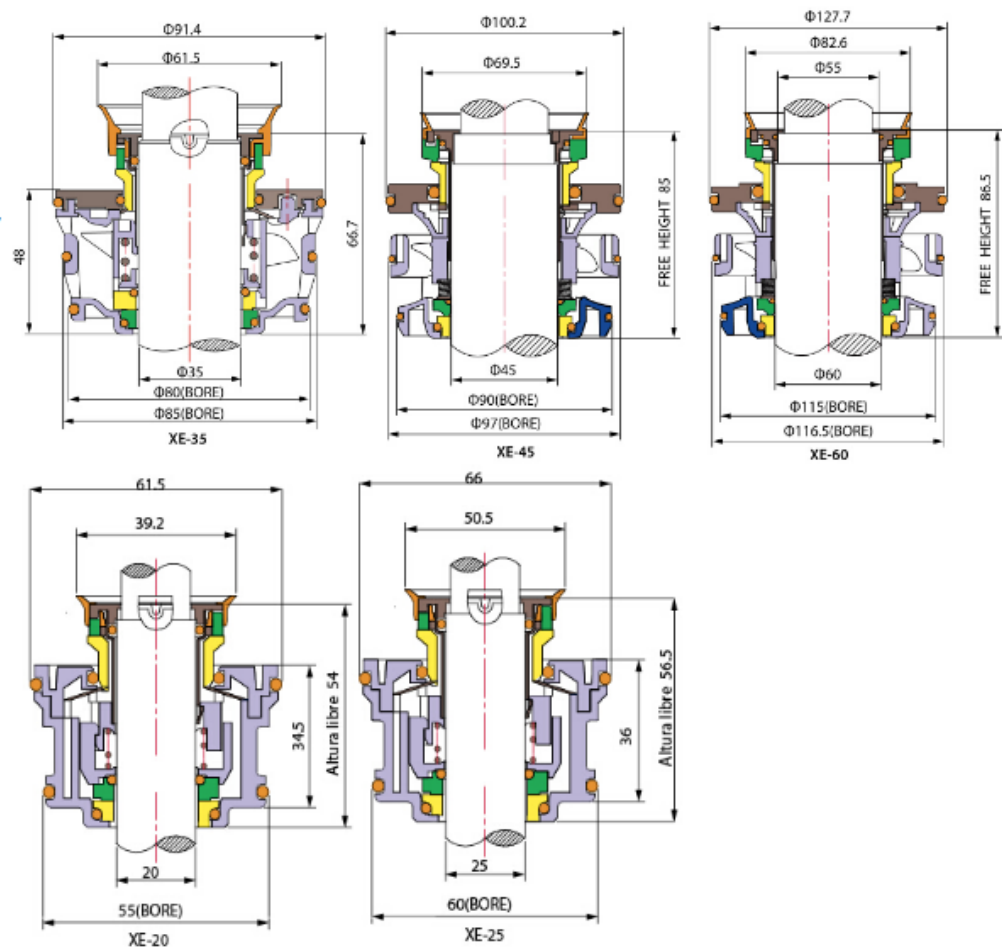 Φ91.4
Φ61.5
48
66.7
Φ35
Φ80(BORE)
Φ85(BORE)
XE-35
Φ100.2
Φ69.5
FREE HEIGHT 85
Φ45
Φ90(BORE)
Φ97(BORE)
XE-45
Φ127.7
Φ82.6
Φ55
FREE HEIGHT 86.5
Φ60
Φ115(BORE)
Φ116.5(BORE)
XE-60
61.5
39.2
34.5
Altura libre 54
20
55(BORE)
XE-20
66
50.5
36
Altura libre 56.5
25
60(BORE)
XE-25